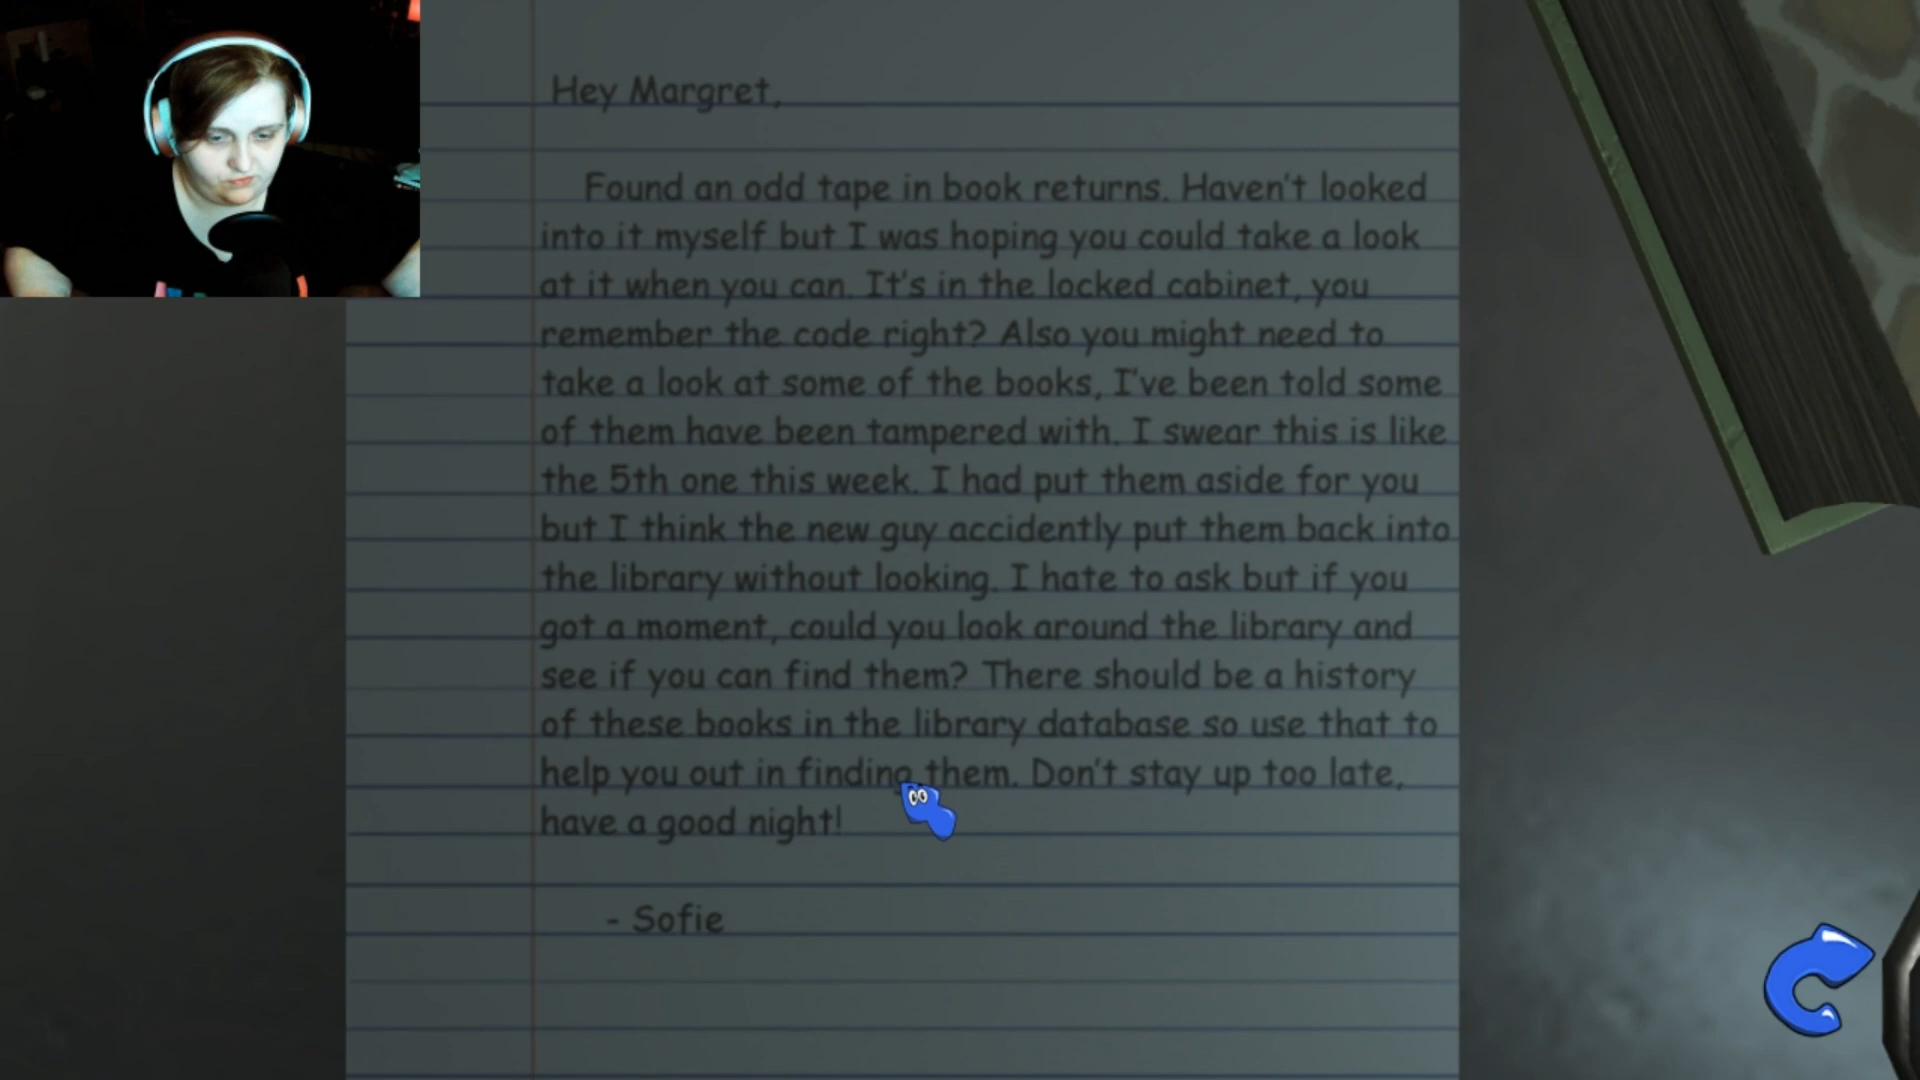 Hey Margret,
Found an odd tape in book returns. Haven't looked
into it myself but I was hoping you could take a look
at it when you can. It's in the locked cabinet, you
remember the code right? Also you might need to
take a look at some of the books, I've been told some
of them have been tampered with. I swear this is like
the 5th one this week. I had put them aside for you
but I think the new guy accidently put them back into
the library without looking. I hate to ask but if you
got a moment, could you look around the library and
see if you can find them? There should be a history
of these books in the library database so use that to
help you out in finding them. Don't stay up too late,
have a good night!
- Sofie